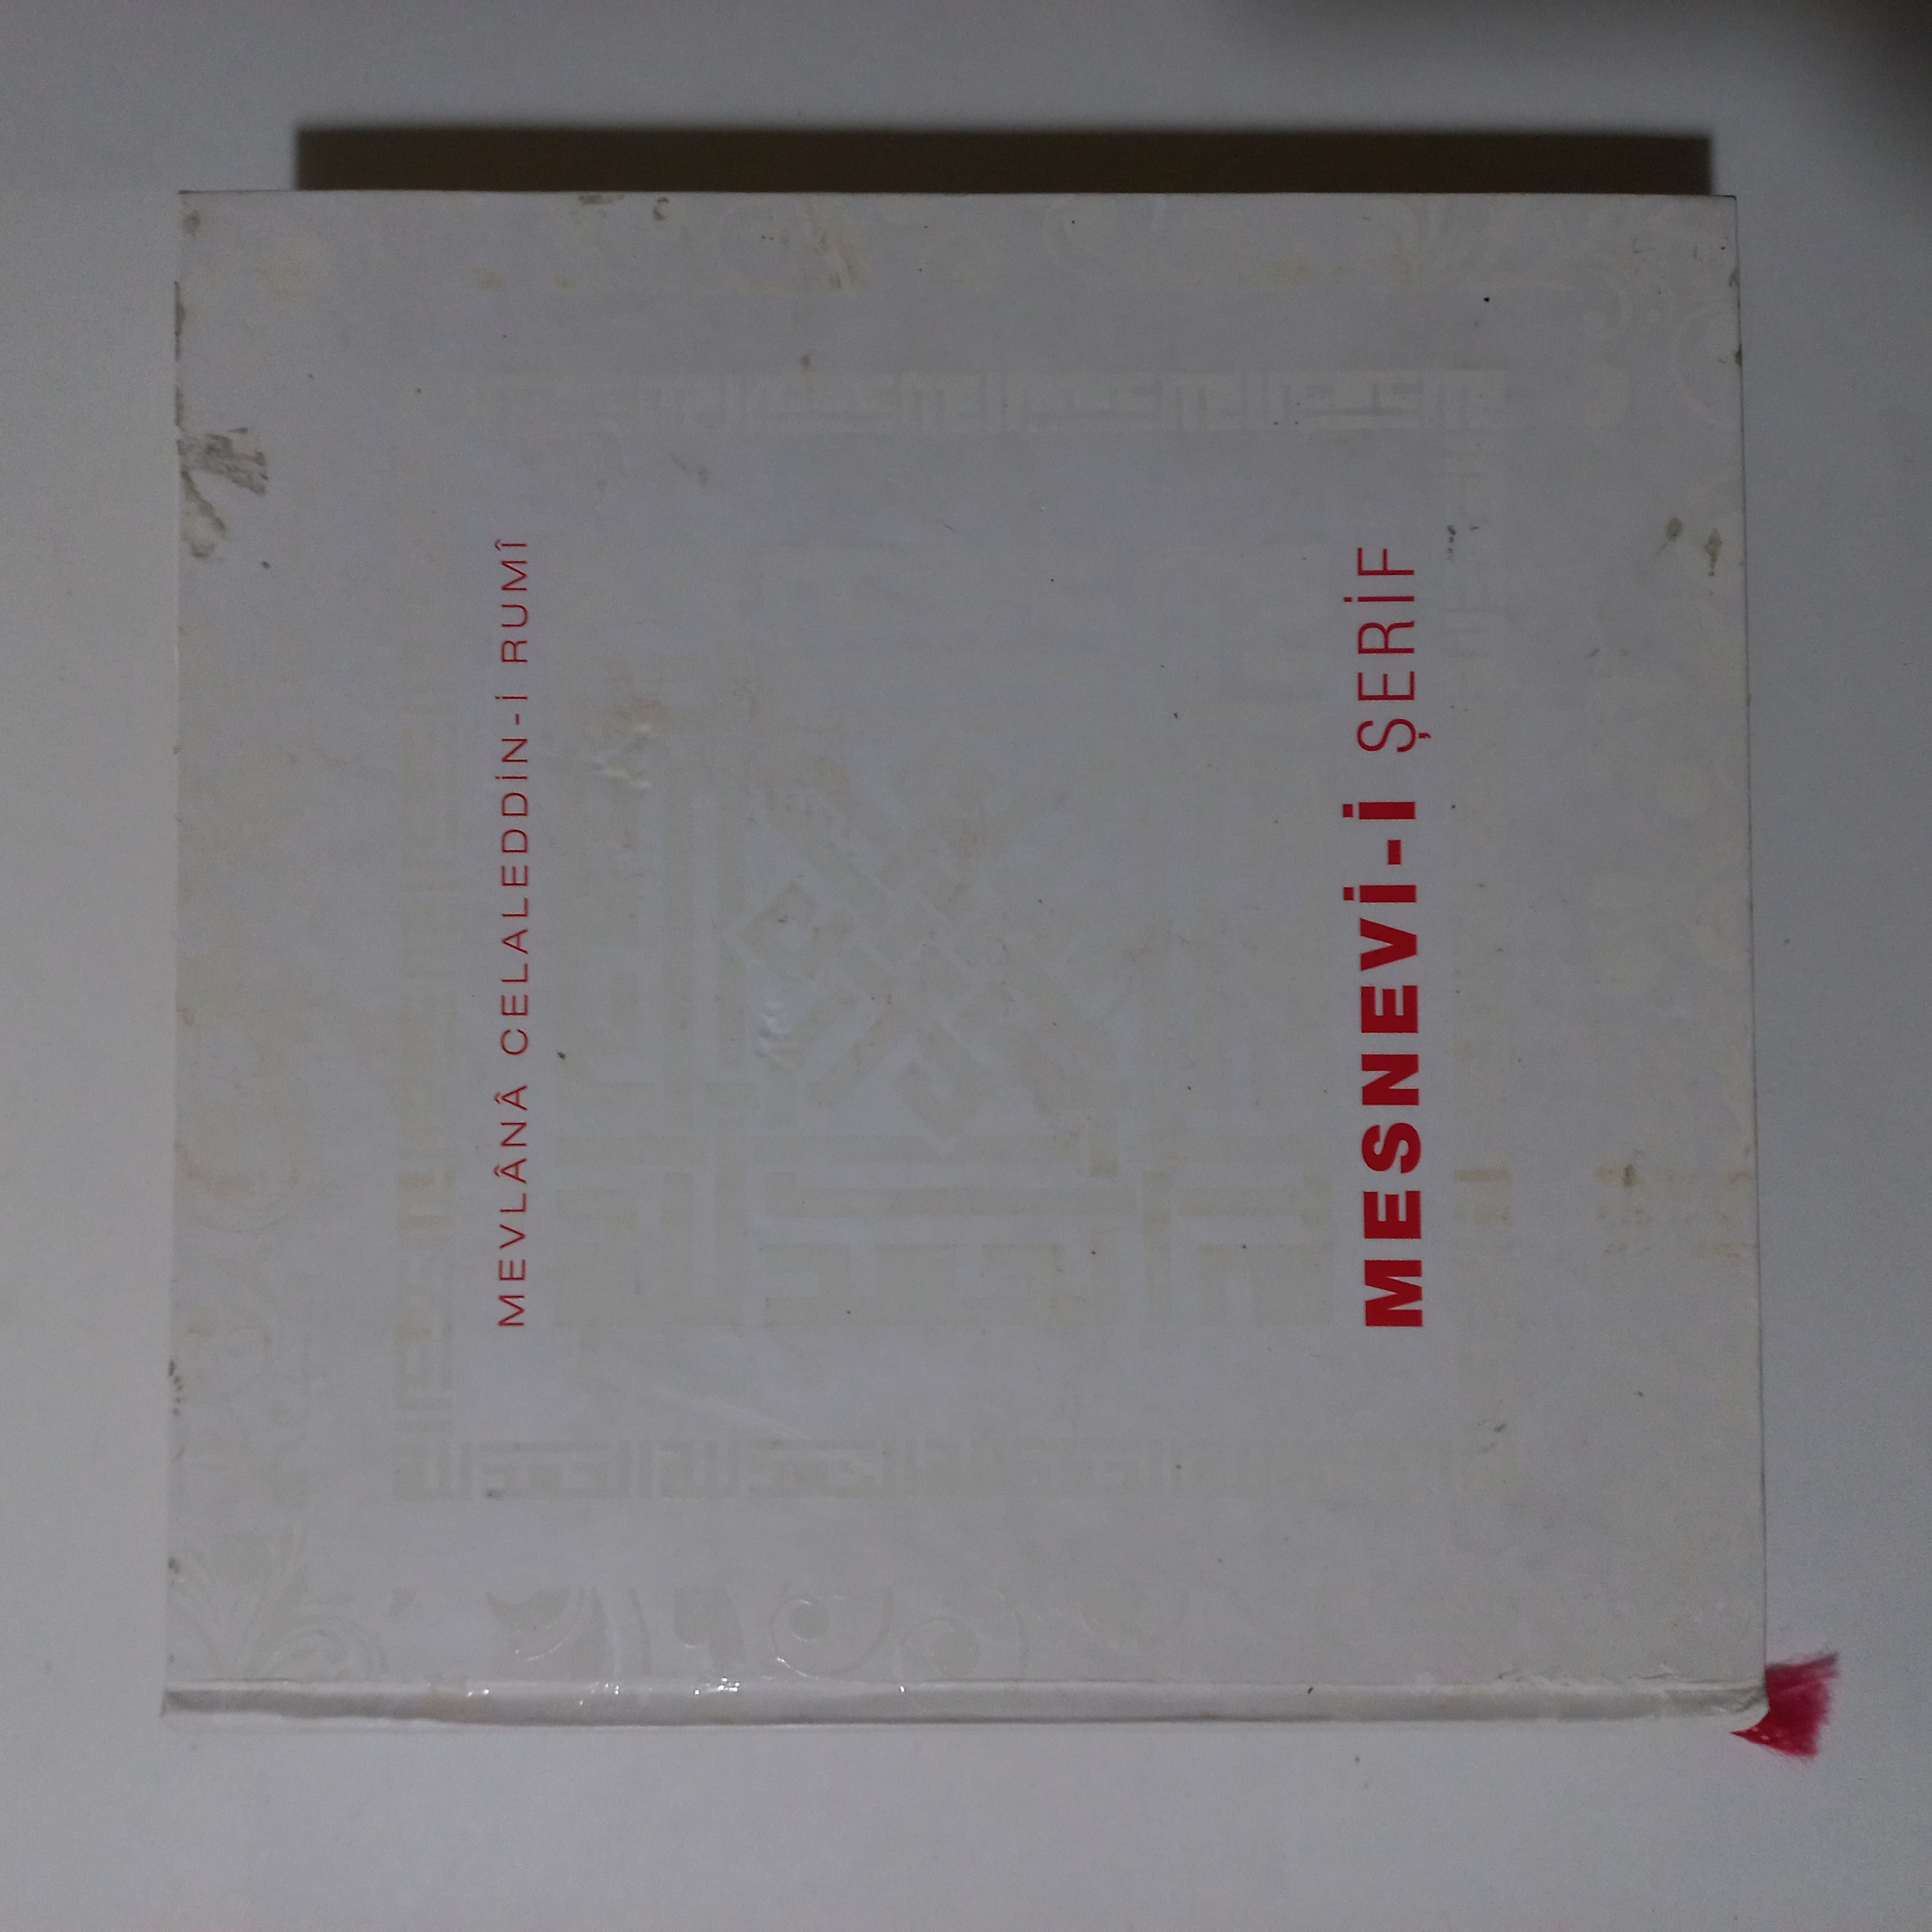 MEVLÂNÂ CELALEDDİN-İ RUMÎ
MESNEVİ-İ ŞERİF